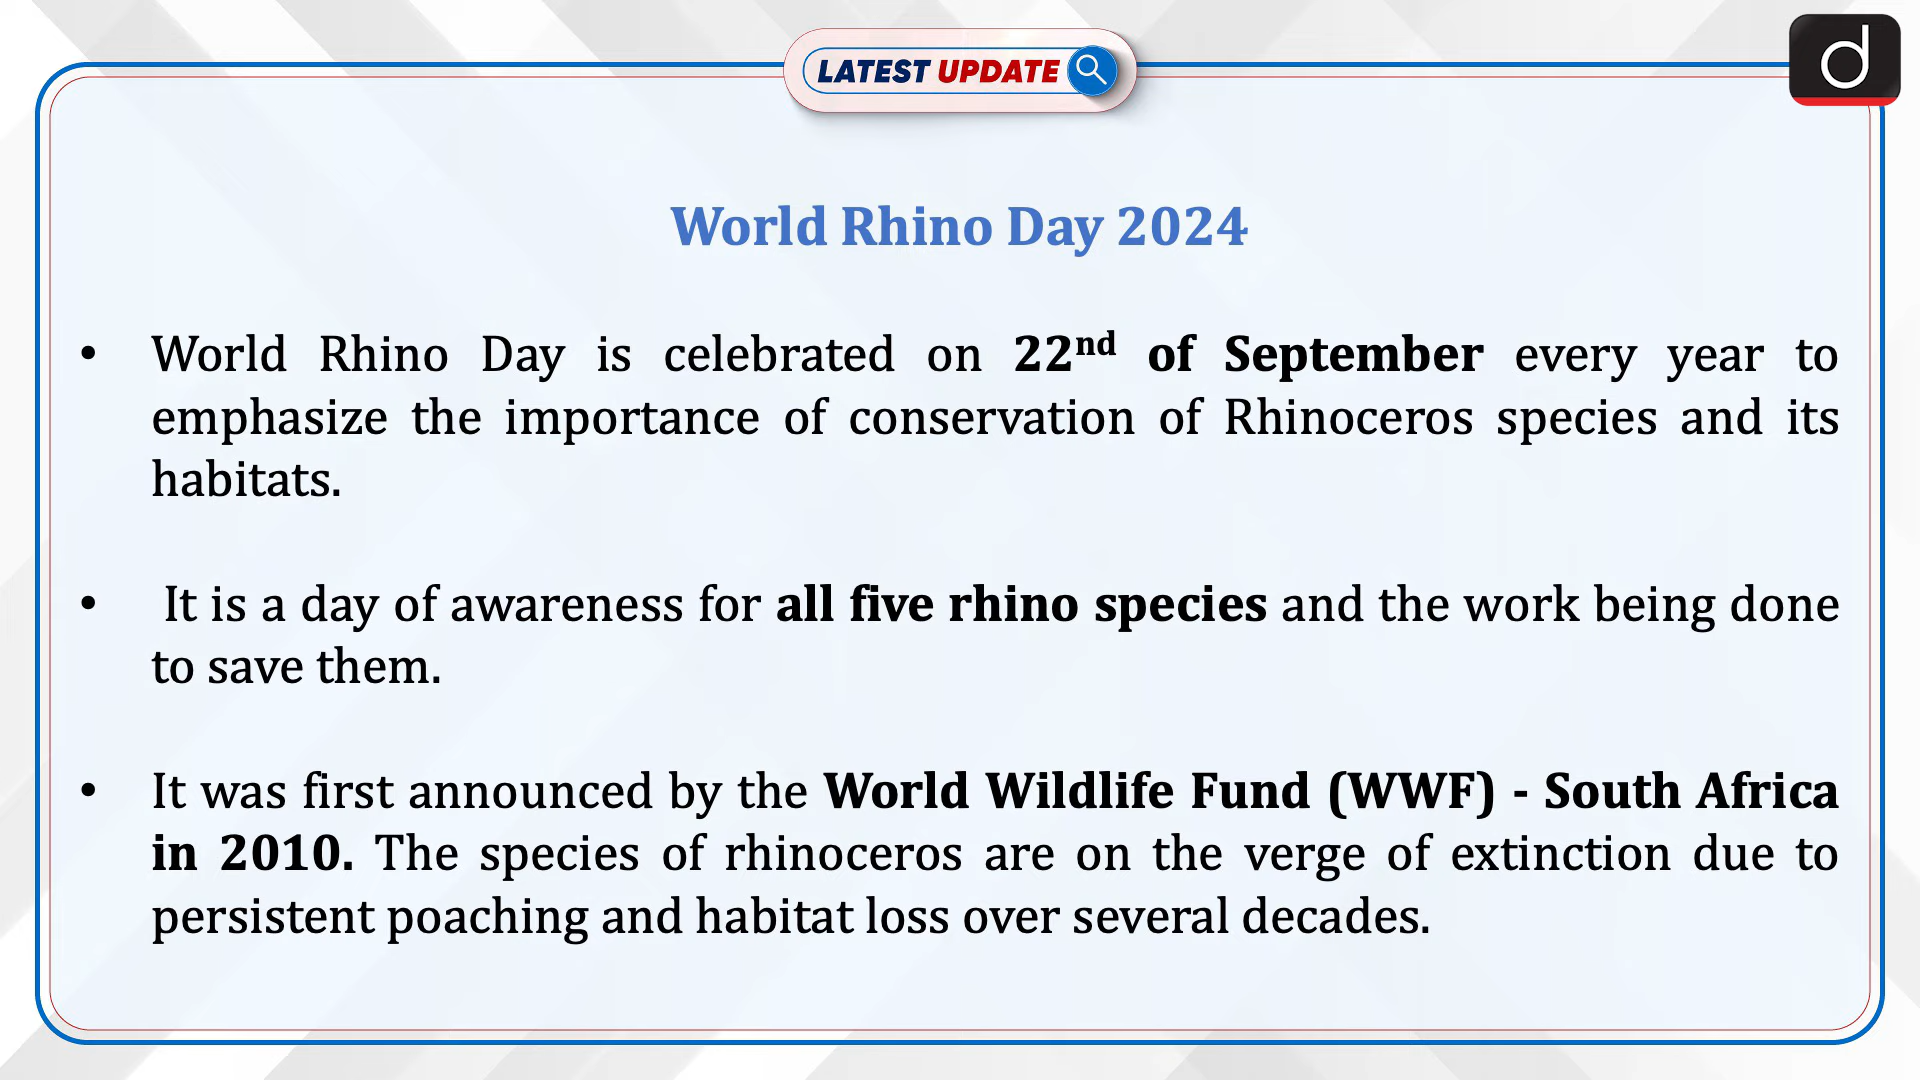 LATEST UPDATE
d
World Rhino Day 2024
• World Rhino Day is celebrated on 22nd of September every year to
emphasize the importance of conservation of Rhinoceros species and its
habitats.
• It is a day of awareness for all five rhino species and the work being done
to save them.
• It was first announced by the World Wildlife Fund (WWF) - South Africa
in 2010. The species of rhinoceros are on the verge of extinction due to
persistent poaching and habitat loss over several decades.